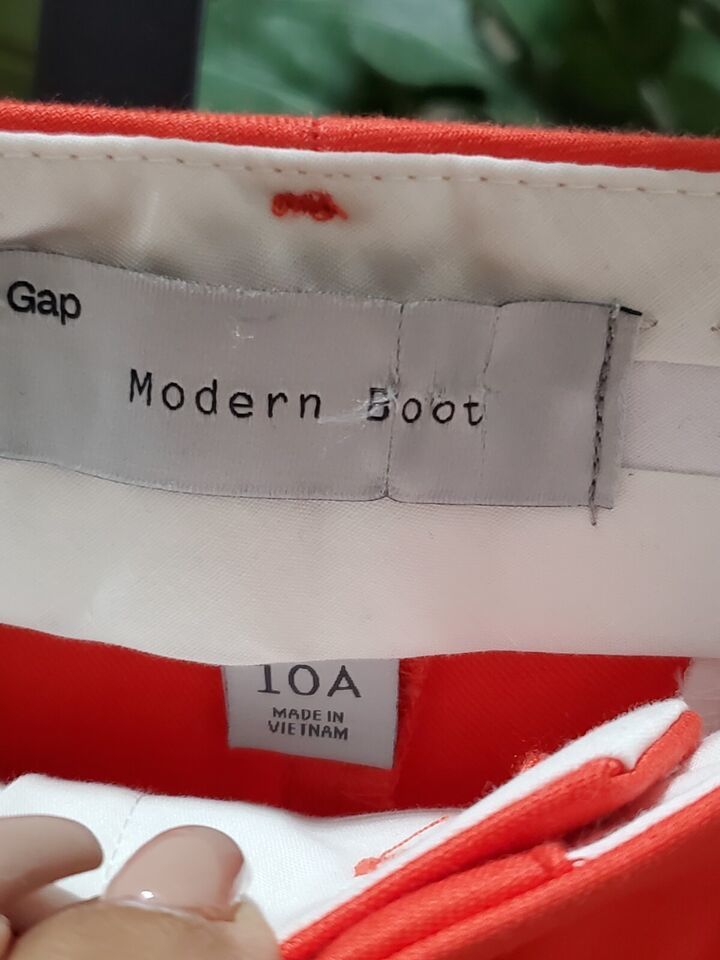 Gap
Modern Boot
10A
MADE IN
VIETNAM